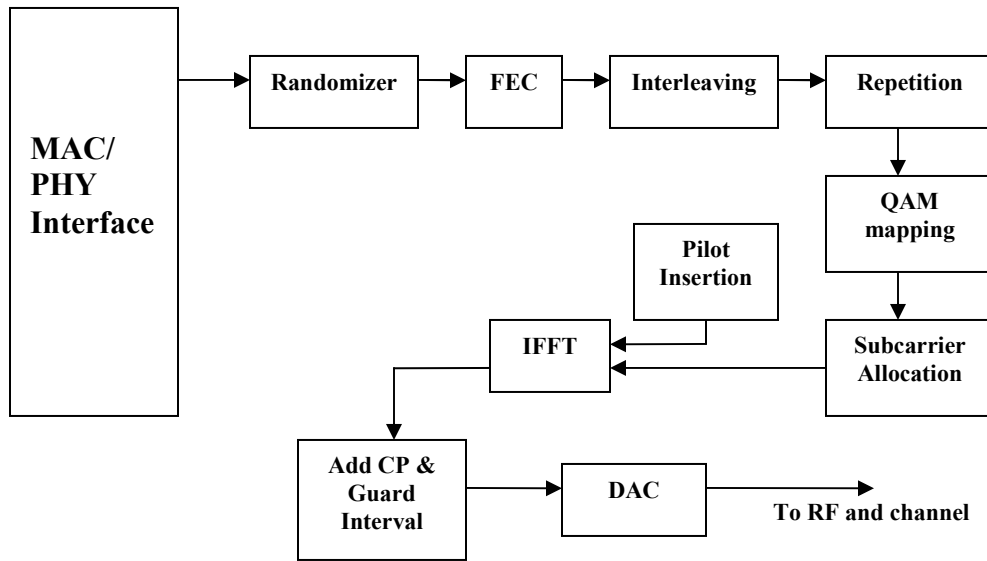 MAC/
PHY
Interface
Randomizer
FEC
Interleaving
Repetition
QAM
mapping
Pilot
Insertion
IFFT
Subcarrier
Allocation
Add CP &
Guard
Interval
DAC
To RF and channel